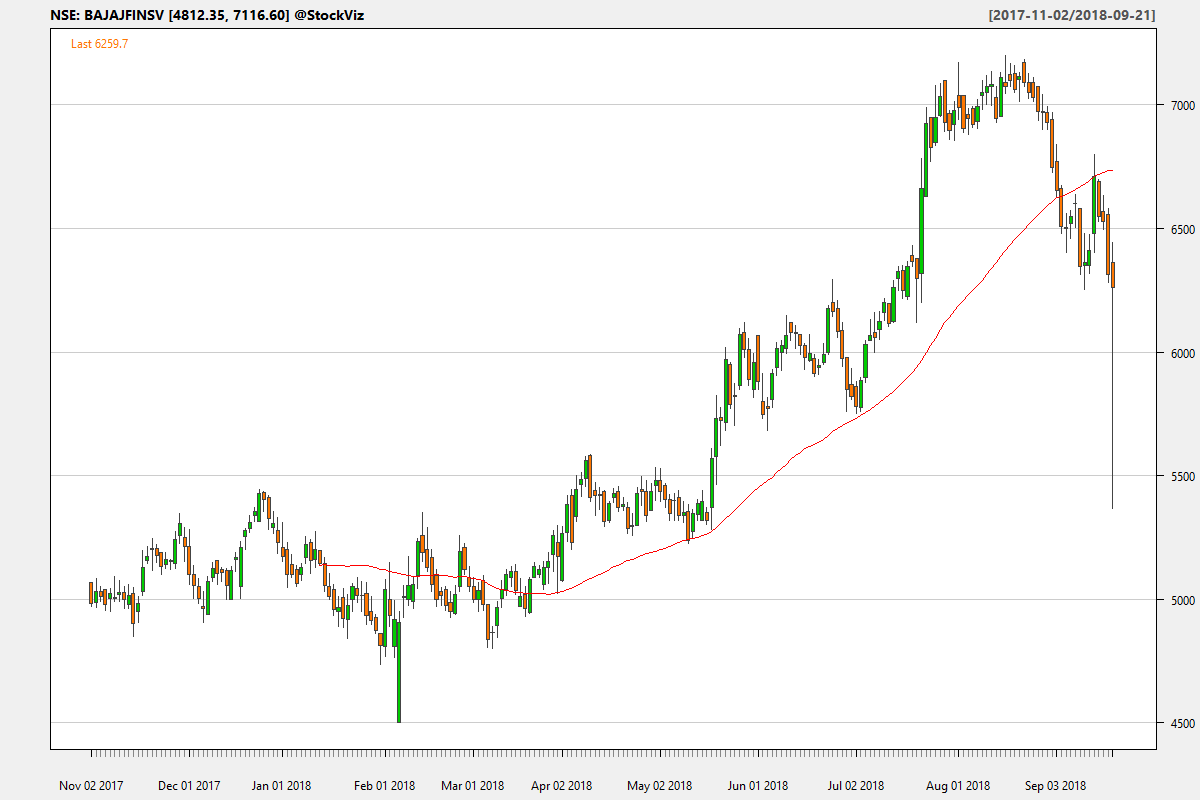 NSE: BAJAJFINSV [4812.35, 7116.60] @StockViz [2017-11-02/2018-09-21]
Last 6259.7
7000
6500
6000
5500
5000
4500
Nov 02 2017 Dec 01 2017 Jan 01 2018 Feb 01 2018 Mar 01 2018 Apr 02 2018 May 02 2018 Jun 01 2018 Jul 02 2018 Aug 01 2018 Sep 03 2018